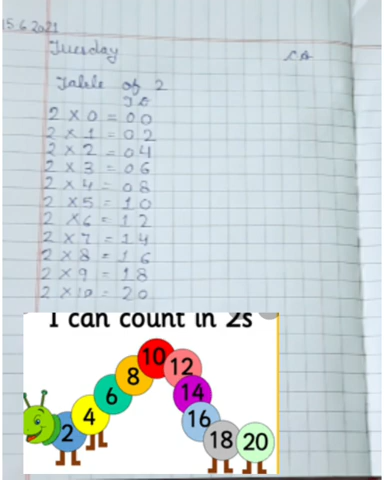 15.6.2021
Tuesday
C.A
Table of 2
T O
2 × 0 = 00
2 × 1 = 02
2 × 2 = 04
2 × 3 = 06
2 × 4 = 08
2 × 5 = 10
2 × 6 = 12
2 × 7 = 14
2 × 8 = 16
2 × 9 = 18
2 × 10 = 20
I can count in 2s
2
4
6
8
10
12
14
16
18
20